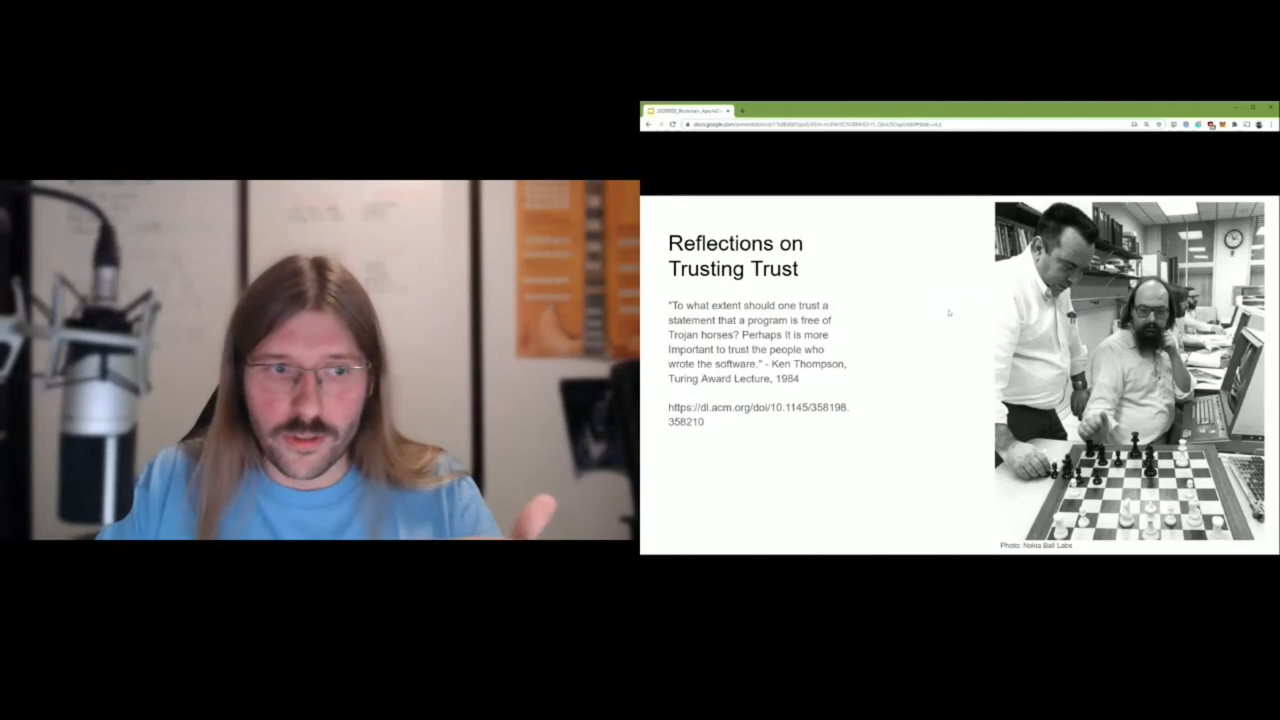 Reflections on
Trusting Trust
"To what extent should one trust a
statement that a program is free of
Trojan horses? Perhaps It is more
Important to trust the people who
wrote the software." - Ken Thompson,
Turing Award Lecture, 1984
https://dl.acm.org/doi/10.1145/358198.
358210
Photo: Nokia Bell Labs